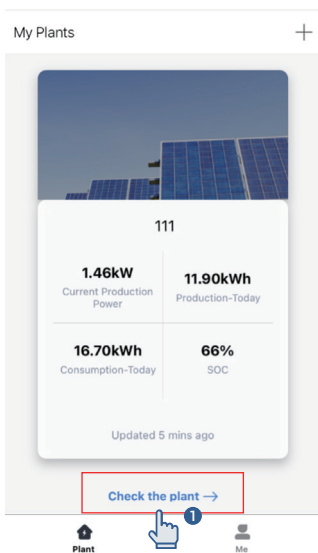 My Plants
111
1.46kW
Current Production
Power
11.90kWh
Production-Today
16.70kWh
Consumption-Today
66%
SOC
Updated 5 mins ago
Check the plant →
1
Plant
Me